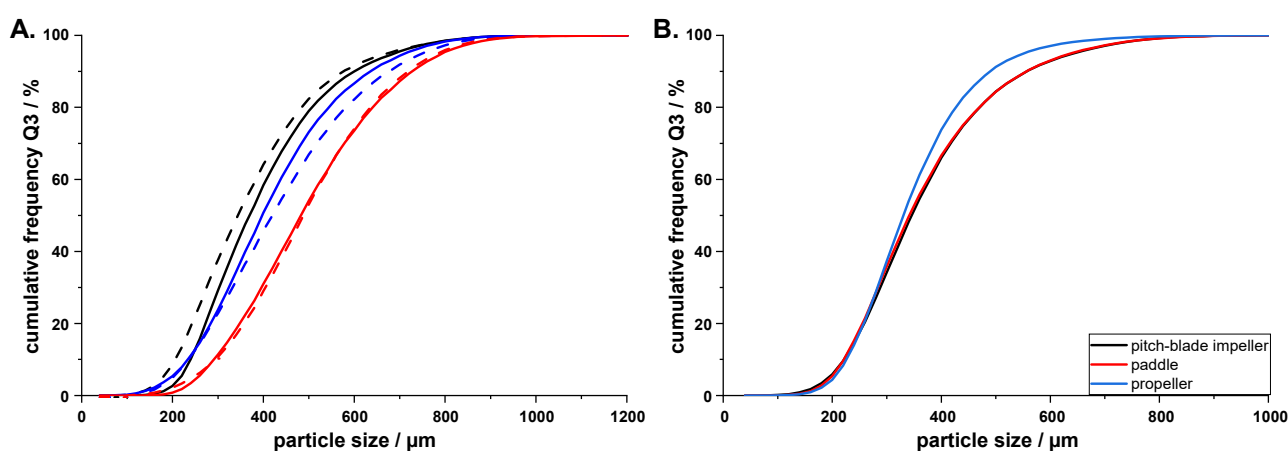 A.
cumulative frequency Q3 / %
100
80
60
40
20
0
0
200
400
600
800
1000
1200
particle size / µm
B.
cumulative frequency Q3 / %
100
80
60
40
20
0
pitch-blade impeller
paddle
propeller
0
200
400
600
800
1000
particle size / µm